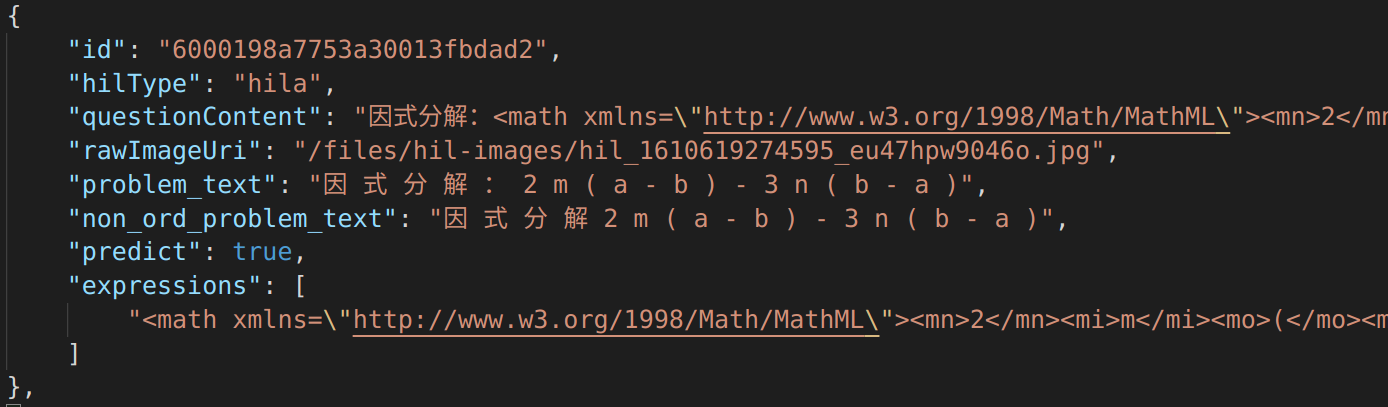 {
"id": "6000198a7753a30013fbdad2",
"hilType": "hila",
"questionContent": "因式分解：<math xmlns=\"http://www.w3.org/1998/Math/MathML\"><mn>2</mn
"rawImageUri": "/files/hil-images/hil_1610619274595_eu47hpw9046o.jpg",
"problem_text": "因 式 分 解 ： 2 m ( a - b ) - 3 n ( b - a )",
"non_ord_problem_text": "因 式 分 解 2 m ( a - b ) - 3 n ( b - a )",
"predict": true,
"expressions": [
"<math xmlns=\"http://www.w3.org/1998/Math/MathML\"><mn>2</mn><mi>m</mi><mo>(</mo><m
]
},